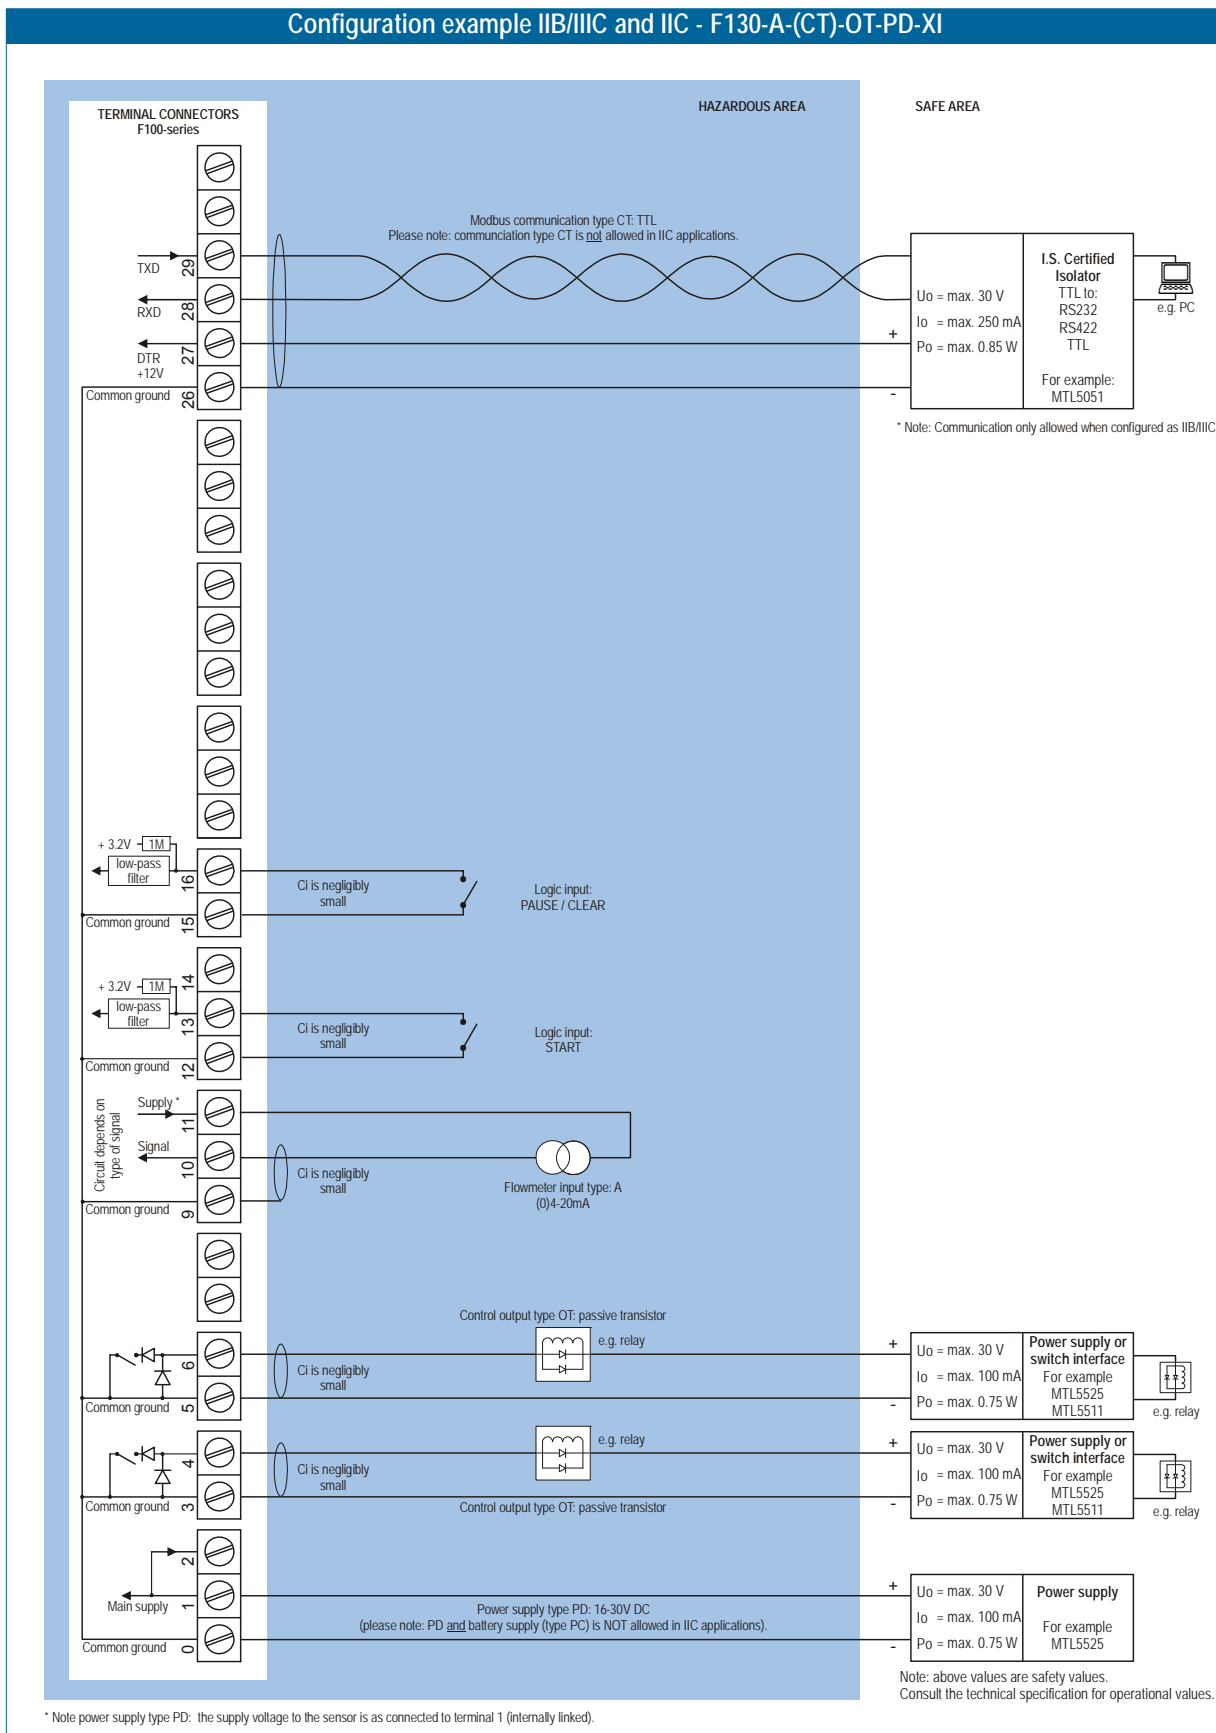 Configuration example IIB/IIIC and IIC - F130-A-(CT)-OT-PD-XI
HAZARDOUS AREA
SAFE AREA
TERMINAL CONNECTORS
F100-series
Modbus communication type CT: TTL
Please note: communciation type CT is not allowed in IIC applications.
TXD
29
RXD
28
DTR
+12V
27
Common ground
26
+
-
Uo = max. 30 V
Io = max. 250 mA
Po = max. 0.85 W
I.S. Certified
Isolator
TTL to:
RS232
RS422
TTL
For example:
MTL5051
e.g. PC
* Note: Communication only allowed when configured as IIB/IIIC
+ 3.2V
1M
low-pass
filter
16
Common ground
15
Ci is negligibly
small
Logic input:
PAUSE / CLEAR
14
+ 3.2V
1M
low-pass
filter
13
Common ground
12
Ci is negligibly
small
Logic input:
START
Circuit depends on
type of signal
Supply *
11
Signal
10
Common ground
9
Ci is negligibly
small
Flowmeter input type: A
(0)4-20mA
Control output type OT: passive transistor
e.g. relay
6
Common ground
5
Ci is negligibly
small
+
-
Uo = max. 30 V
Io = max. 100 mA
Po = max. 0.75 W
Power supply or
switch interface
For example
MTL5525
MTL5511
e.g. relay
e.g. relay
4
Common ground
3
Ci is negligibly
small
Control output type OT: passive transistor
+
-
Uo = max. 30 V
Io = max. 100 mA
Po = max. 0.75 W
Power supply or
switch interface
For example
MTL5525
MTL5511
e.g. relay
2
Main supply
1
Common ground
0
Power supply type PD: 16-30V DC
(please note: PD and battery supply (type PC) is NOT allowed in IIC applications).
+
-
Uo = max. 30 V
Io = max. 100 mA
Po = max. 0.75 W
Power supply
For example
MTL5525
Note: above values are safety values.
Consult the technical specification for operational values.
* Note power supply type PD: the supply voltage to the sensor is as connected to terminal 1 (internally linked).